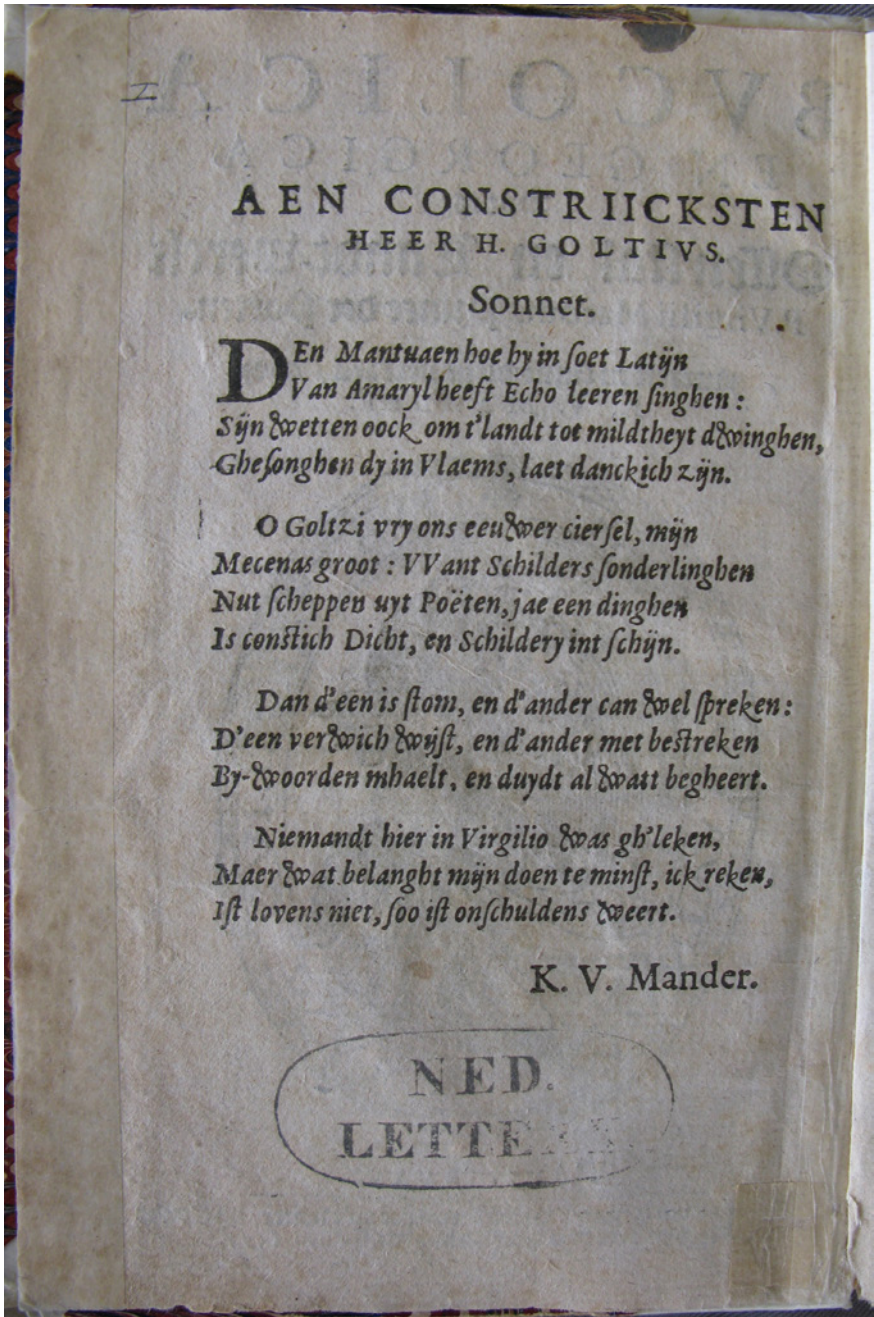 I
AEN CONSTRIICKSTEN
HEER H. GOLTIVS.
Sonnet.
DEn Mantuaen hoe hy in ſoet Latijn
Van Amaryl heeft Echo leeren ſinghen :
Sijn wetten oock om t'landt tot mildtheyt dwinghen,
Gheſonghen dy in Vlaems, laet danckich zijn.
O Goltzi vry ons eeuwer cierſel, mijn
Mecenas groot : VVant Schilders ſonderlinghen
Nut ſcheppen uyt Poëten, jae een dinghen
Is conſtich Dicht, en Schildery int ſchijn.
Dan d'een is ſtom, en d'ander can wel ſpreken :
D'een verwich wijſt, en d'ander met beſtreken
By-woorden mhaelt, en duydt al watt begheert.
Niemandt hier in Virgilio was gh'leken,
Maer wat belanght mijn doen te minſt, ick reken,
Iſt lovens niet, ſoo iſt onſchuldens weert.
K. V. Mander.
NED.
LETTE